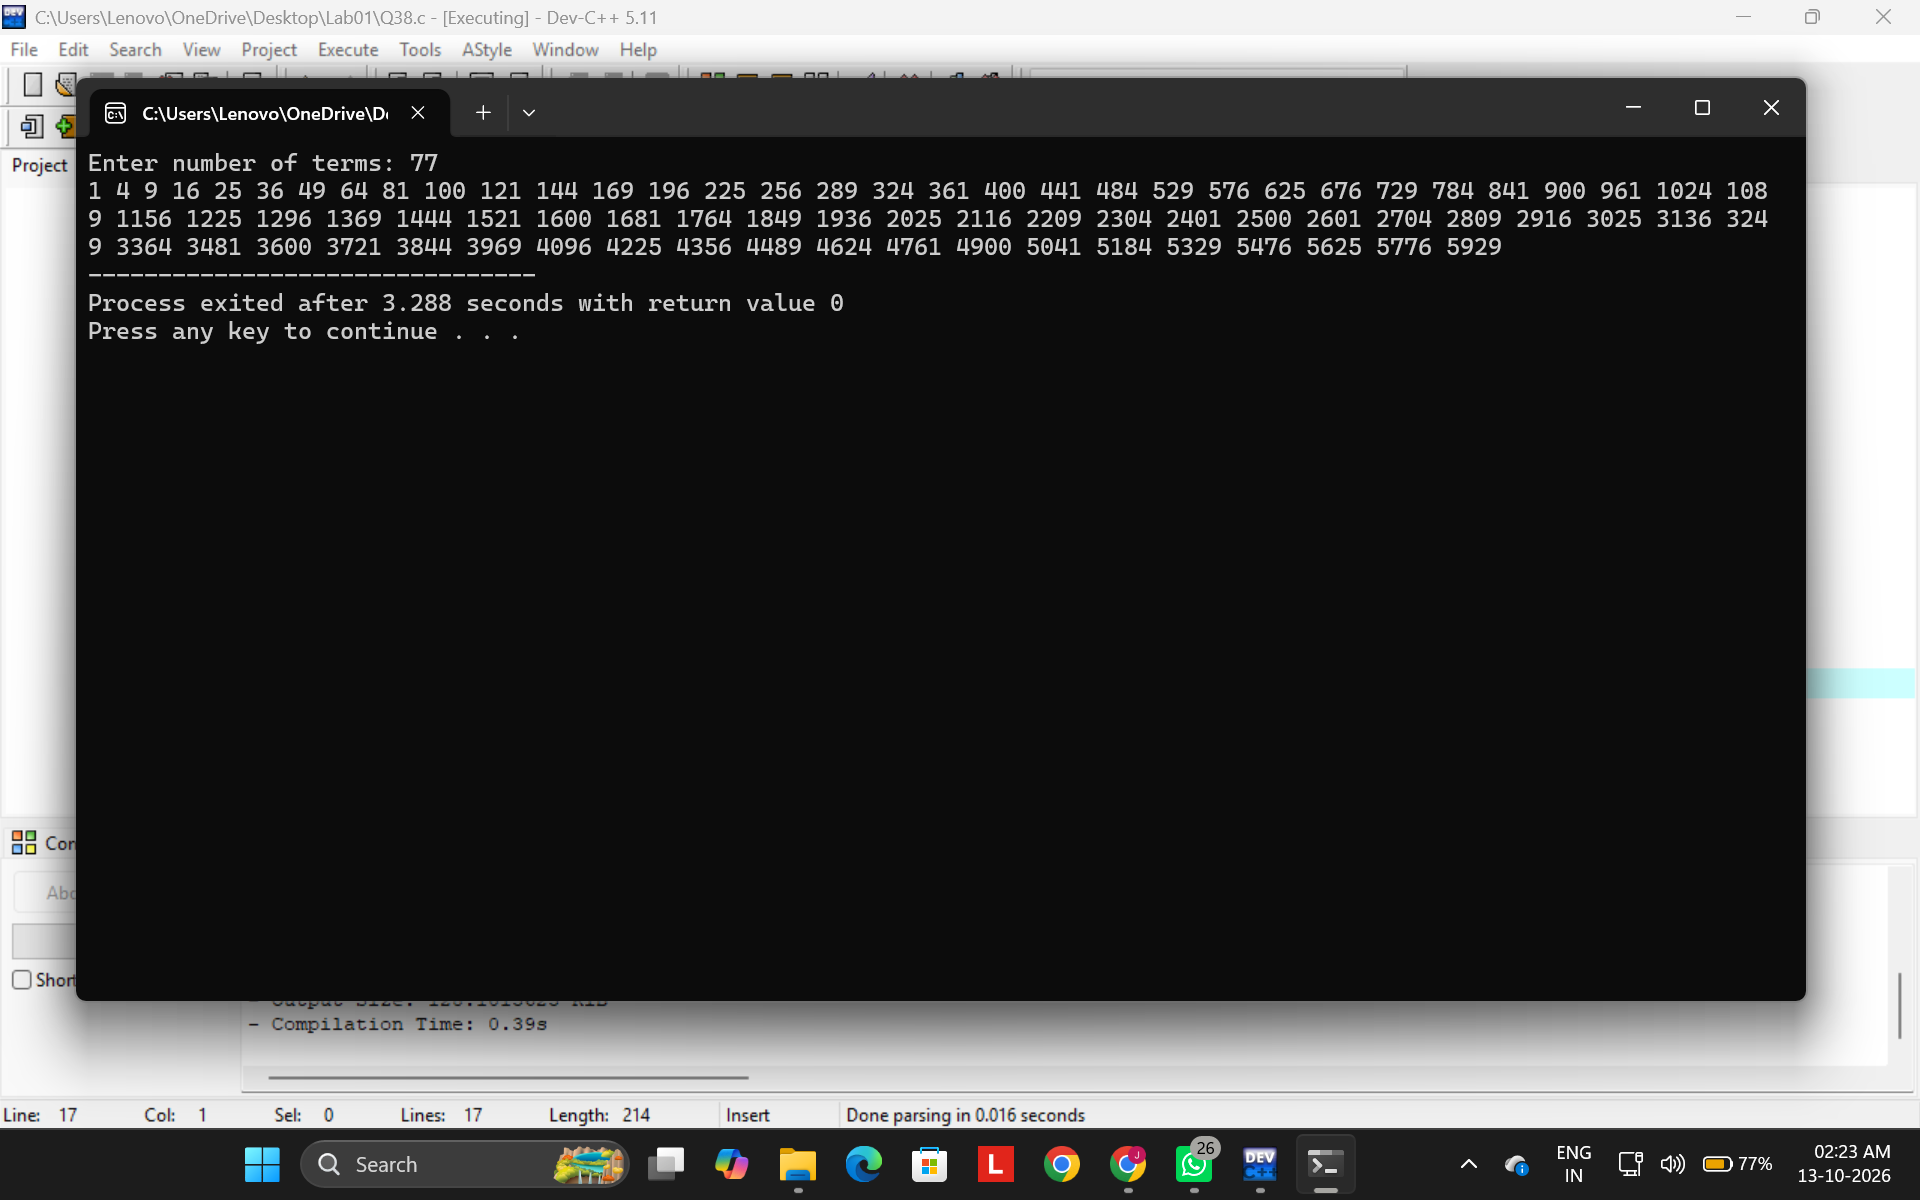 C:\Users\Lenovo\OneDrive\Desktop\Lab01\Q38.c - [Executing] - Dev-C++ 5.11
File Edit Search View Project Execute Tools AStyle Window Help
C:\Users\Lenovo\OneDrive\De
Project
Enter number of terms: 77
1 4 9 16 25 36 49 64 81 100 121 144 169 196 225 256 289 324 361 400 441 484 529 576 625 676 729 784 841 900 961 1024 108
9 1156 1225 1296 1369 1444 1521 1600 1681 1764 1849 1936 2025 2116 2209 2304 2401 2500 2601 2704 2809 2916 3025 3136 324
9 3364 3481 3600 3721 3844 3969 4096 4225 4356 4489 4624 4761 4900 5041 5184 5329 5476 5625 5776 5929
--------------------------------
Process exited after 3.288 seconds with return value 0
Press any key to continue . . .
Com
Abo
Short
- Compilation Time: 0.39s
Line: 17 Col: 1 Sel: 0 Lines: 17 Length: 214 Insert Done parsing in 0.016 seconds
Search
L
J
26
DEV C++
ENG
IN
77%
02:23 AM
13-10-2026